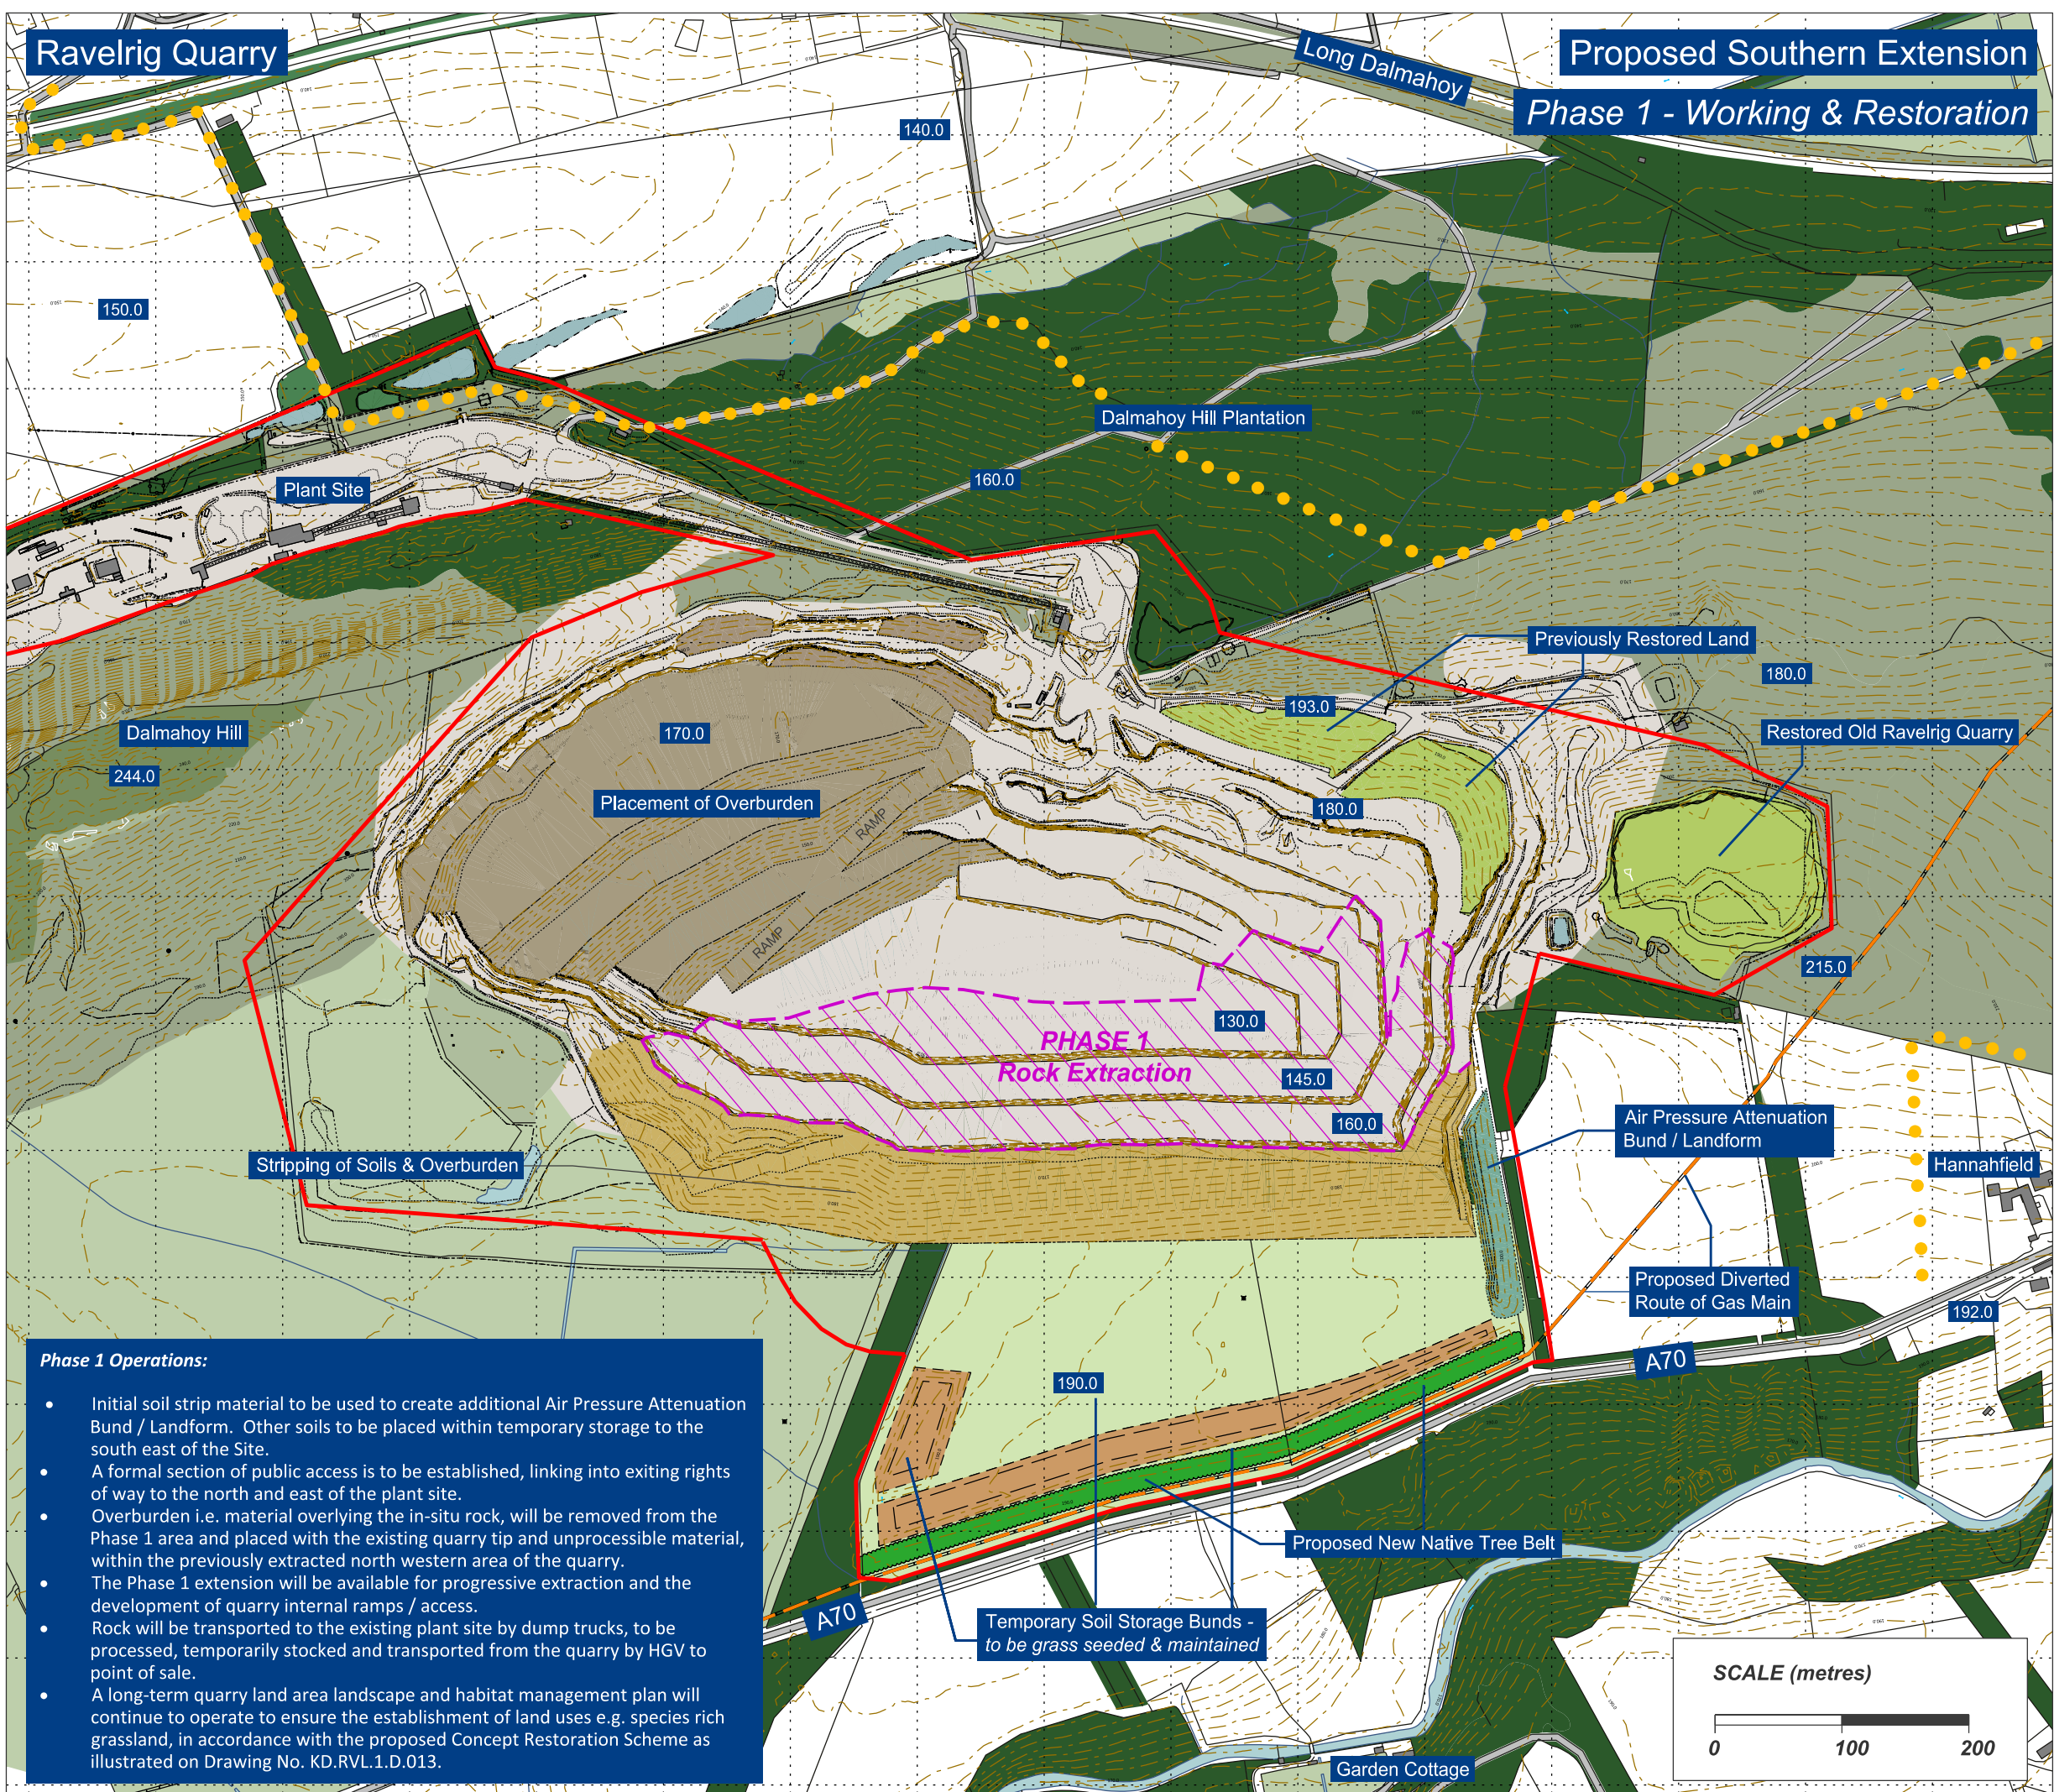 Ravelrig Quarry
Long Dalmahoy
Proposed Southern Extension
Phase 1 - Working & Restoration
140.0
150.0
Dalmahoy Hill Plantation
160.0
Plant Site
Previously Restored Land
180.0
193.0
Restored Old Ravelrig Quarry
170.0
Dalmahoy Hill
244.0
Placement of Overburden
180.0
RAMP
RAMP
215.0
130.0
PHASE 1
Rock Extraction
145.0
160.0
Air Pressure Attenuation
Bund / Landform
Hannahfield
Stripping of Soils & Overburden
Proposed Diverted
Route of Gas Main
192.0
A70
190.0
Phase 1 Operations:
• Initial soil strip material to be used to create additional Air Pressure Attenuation
Bund / Landform. Other soils to be placed within temporary storage to the
south east of the Site.
• A formal section of public access is to be established, linking into exiting rights
of way to the north and east of the plant site.
• Overburden i.e. material overlying the in-situ rock, will be removed from the
Phase 1 area and placed with the existing quarry tip and unprocessible material,
within the previously extracted north western area of the quarry.
• The Phase 1 extension will be available for progressive extraction and the
development of quarry internal ramps / access.
• Rock will be transported to the existing plant site by dump trucks, to be
processed, temporarily stocked and transported from the quarry by HGV to
point of sale.
• A long-term quarry land area landscape and habitat management plan will
continue to operate to ensure the establishment of land uses e.g. species rich
grassland, in accordance with the proposed Concept Restoration Scheme as
illustrated on Drawing No. KD.RVL.1.D.013.
Proposed New Native Tree Belt
A70
Temporary Soil Storage Bunds -
to be grass seeded & maintained
Garden Cottage
SCALE (metres)
0 100 200